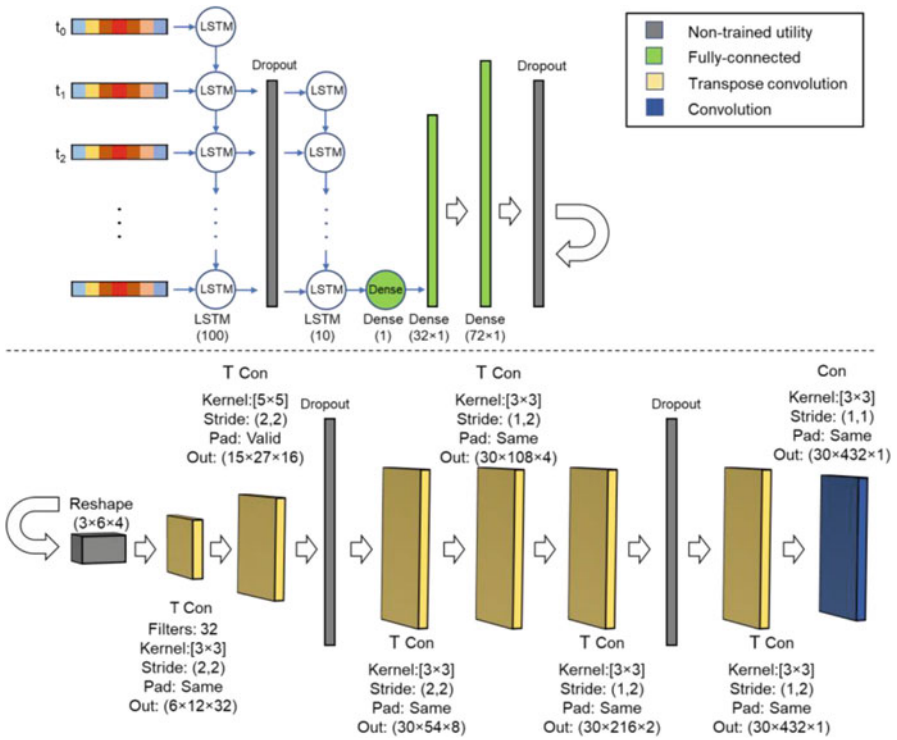 t0
LSTM
Non-trained utility
Fully-connected
Transpose convolution
Convolution
Dropout
Dropout
t1
LSTM
LSTM
t2
LSTM
LSTM
LSTM
LSTM
Dense
LSTM
(100)
LSTM
(10)
Dense
(1)
Dense
(32×1)
Dense
(72×1)
T Con
Kernel:[5×5]
Stride: (2,2)
Pad: Valid
Out: (15×27×16)
Dropout
T Con
Kernel:[3×3]
Stride: (1,2)
Pad: Same
Out: (30×108×4)
Dropout
Con
Kernel:[3×3]
Stride: (1,1)
Pad: Same
Out: (30×432×1)
Reshape
(3×6×4)
T Con
Filters: 32
Kernel:[3×3]
Stride: (2,2)
Pad: Same
Out: (6×12×32)
T Con
Kernel:[3×3]
Stride: (2,2)
Pad: Same
Out: (30×54×8)
T Con
Kernel:[3×3]
Stride: (1,2)
Pad: Same
Out: (30×216×2)
T Con
Kernel:[3×3]
Stride: (1,2)
Pad: Same
Out: (30×432×1)